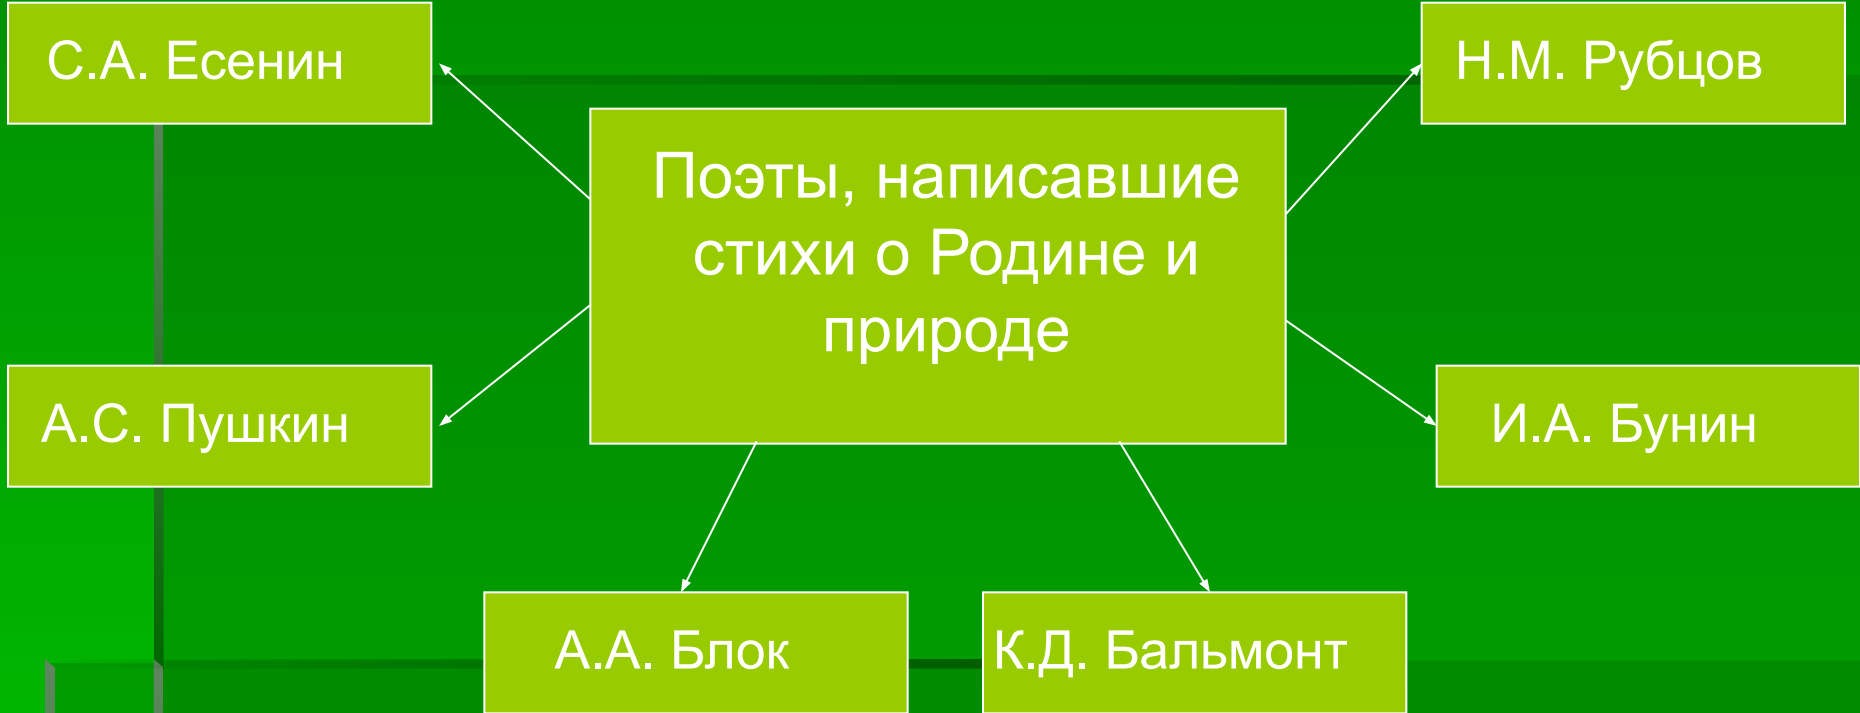 С.А. Есенин
Н.М. Рубцов
Поэты, написавшие
стихи о Родине и
природе
А.С. Пушкин
И.А. Бунин
А.А. Блок
К.Д. Бальмонт